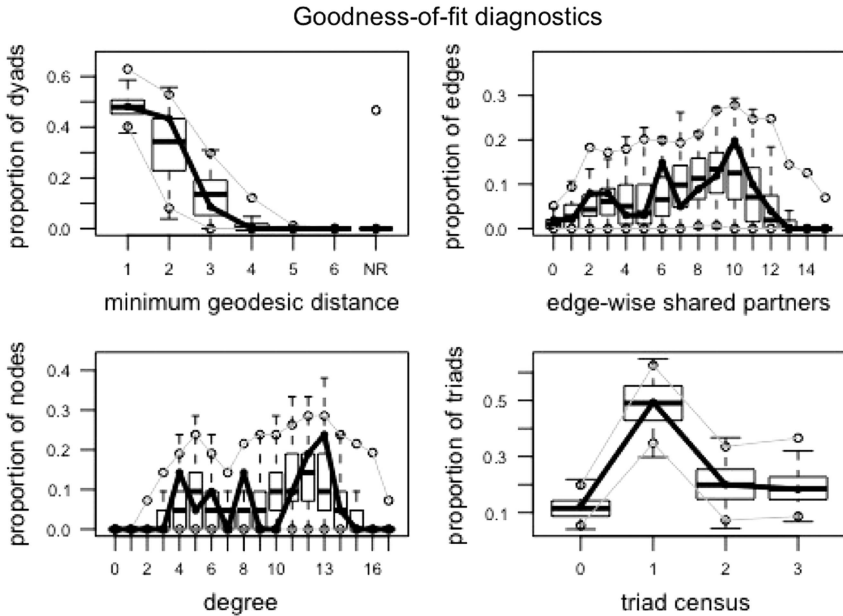 Goodness-of-fit diagnostics
proportion of dyads
0.6
0.4
0.2
0.0
1 2 3 4 5 6 NR
minimum geodesic distance
proportion of edges
0.3
0.2
0.1
0.0
0 2 4 6 8 10 12 14
edge-wise shared partners
proportion of nodes
0.4
0.3
0.2
0.1
0.0
0 2 4 6 8 10 13 16
degree
proportion of triads
0.5
0.3
0.1
0 1 2 3
triad census